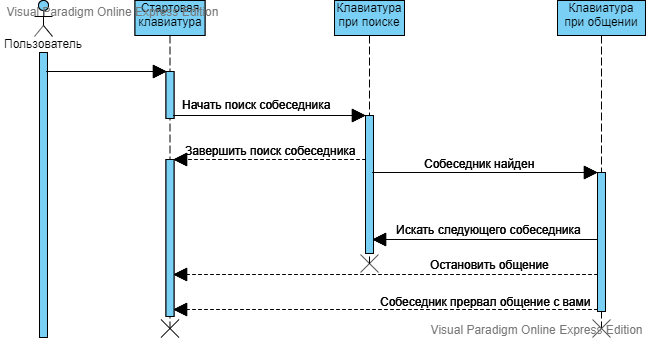 Visual Paradigm Online Express Edition
Пользователь
Стартовая
клавиатура
Клавиатура
при поиске
Клавиатура
при общении
Начать поиск собеседника
Завершить поиск собеседника
Собеседник найден
Искать следующего собеседника
Остановить общение
Собеседник прервал общение с вами
Visual Paradigm Online Express Edition